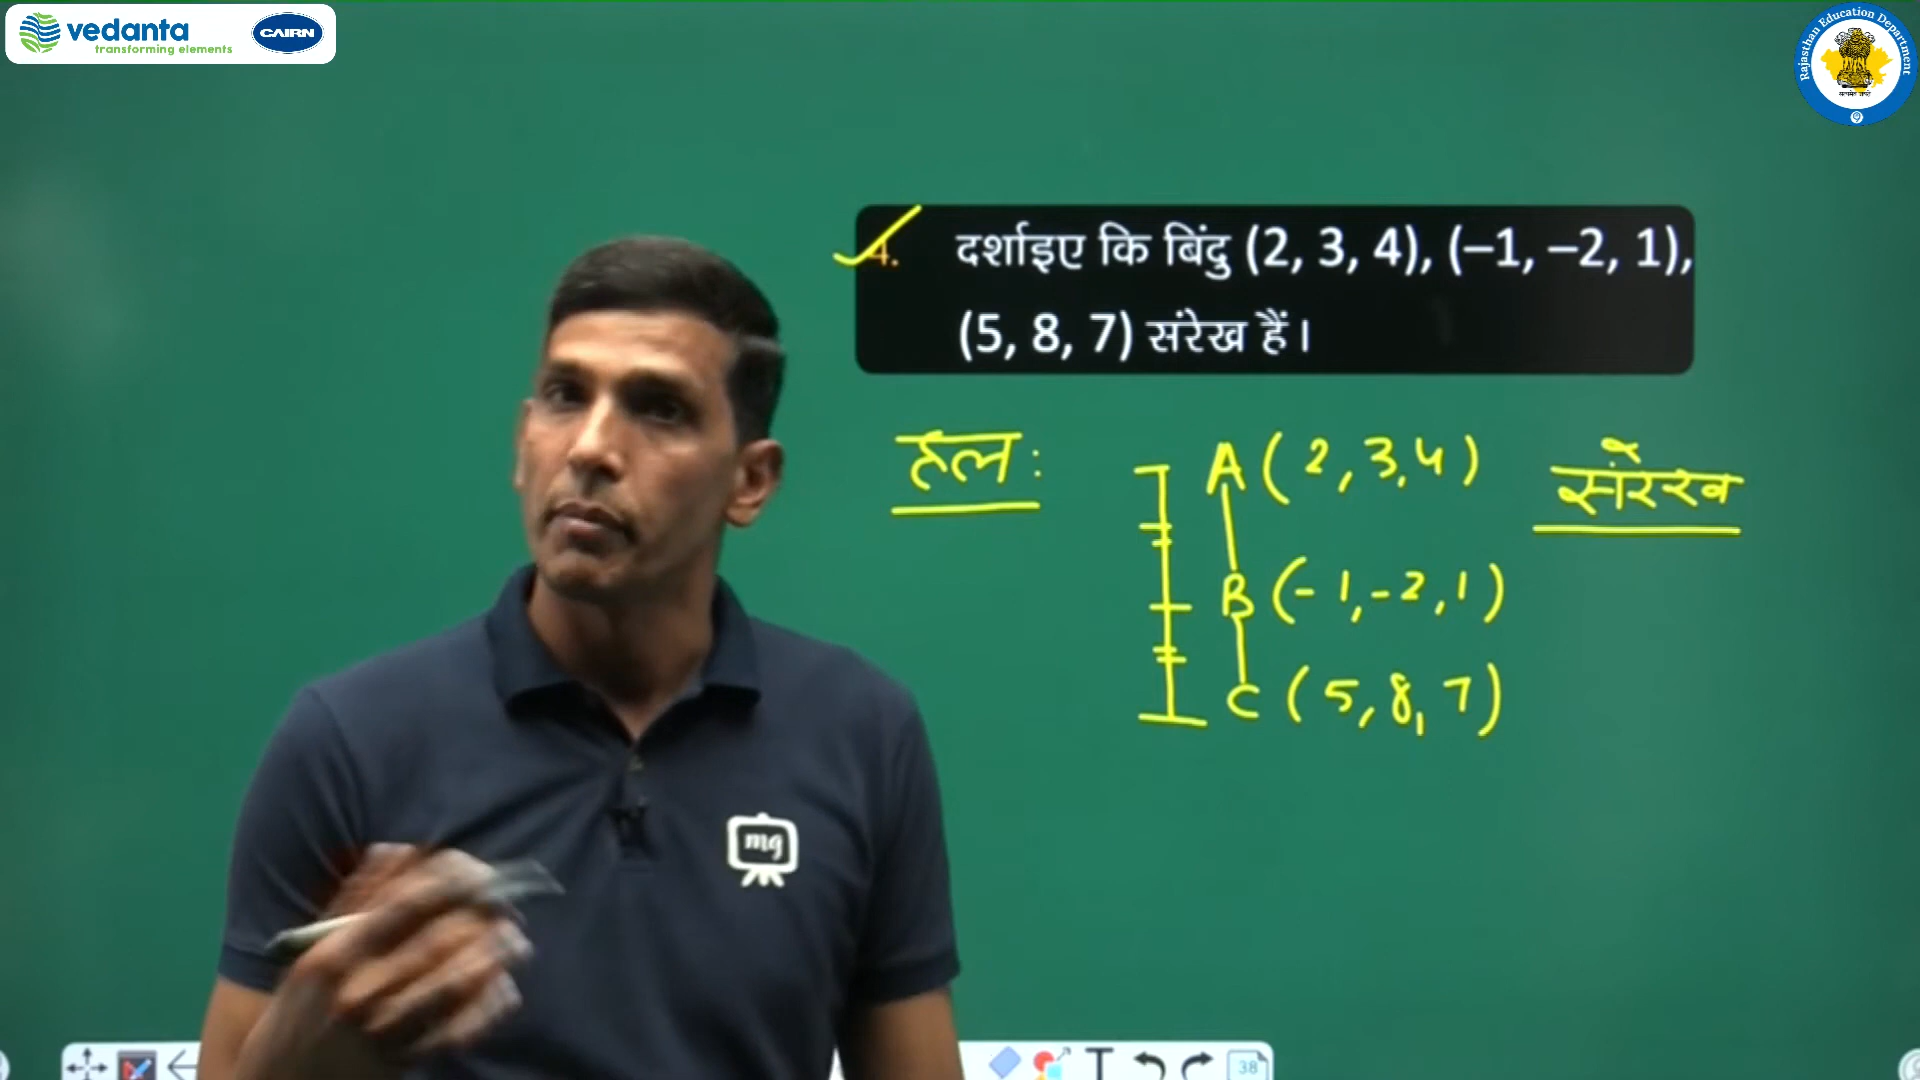 vedanta
transforming elements
CAIRN
Rajasthan Education Department
4. दर्शाइए कि बिंदु (2, 3, 4), (–1, –2, 1),
(5, 8, 7) संरेख हैं।
हल :
A (2, 3, 4)
संरेख
B (-1, -2, 1)
C (5, 8, 7)
mg
T
38